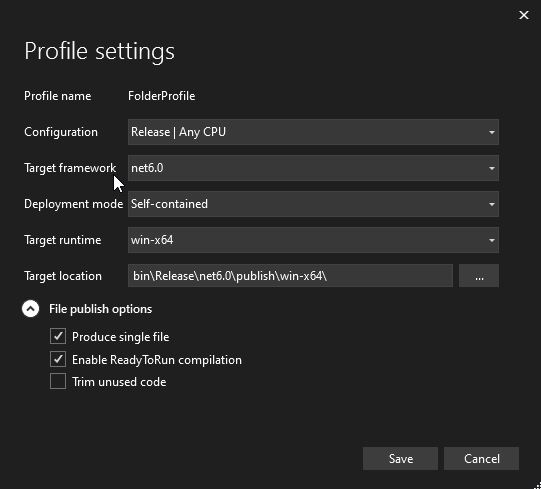 Profile settings
Profile name FolderProfile
Configuration Release | Any CPU
Target framework net6.0
Deployment mode Self-contained
Target runtime win-x64
Target location bin\Release\net6.0\publish\win-x64\ ...
File publish options
Produce single file
Enable ReadyToRun compilation
Trim unused code
Save Cancel